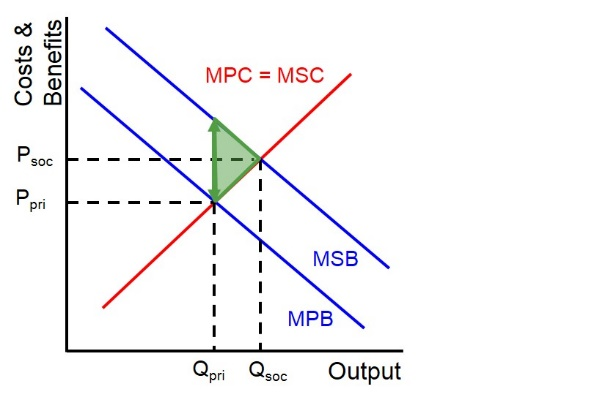 Costs &
Benefits
MPC = MSC
Psoc
Ppri
MSB
MPB
Qpri
Qsoc
Output